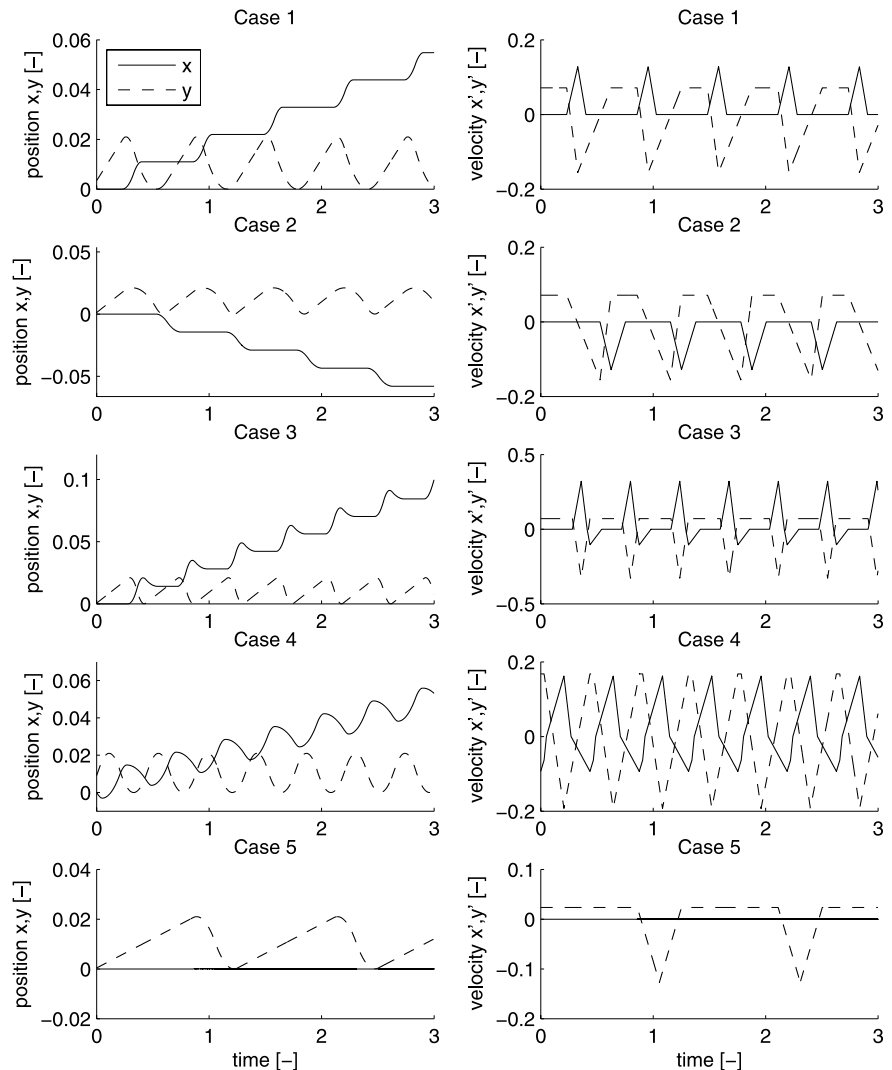 Case 1
position x,y [–]
0.06
0.04
0.02
0
x
y
0 1 2 3
Case 1
velocity x',y' [–]
0.2
0
−0.2
0 1 2 3
Case 2
position x,y [–]
0.05
0
−0.05
0 1 2 3
Case 2
velocity x',y' [–]
0.2
0
−0.2
0 1 2 3
Case 3
position x,y [–]
0.1
0.05
0
0 1 2 3
Case 3
velocity x',y' [–]
0.5
0
−0.5
0 1 2 3
Case 4
position x,y [–]
0.06
0.04
0.02
0
0 1 2 3
Case 4
velocity x',y' [–]
0.2
0
−0.2
0 1 2 3
Case 5
position x,y [–]
0.04
0.02
0
−0.02
0 1 2 3
time [–]
Case 5
velocity x',y' [–]
0.1
0
−0.1
−0.2
0 1 2 3
time [–]